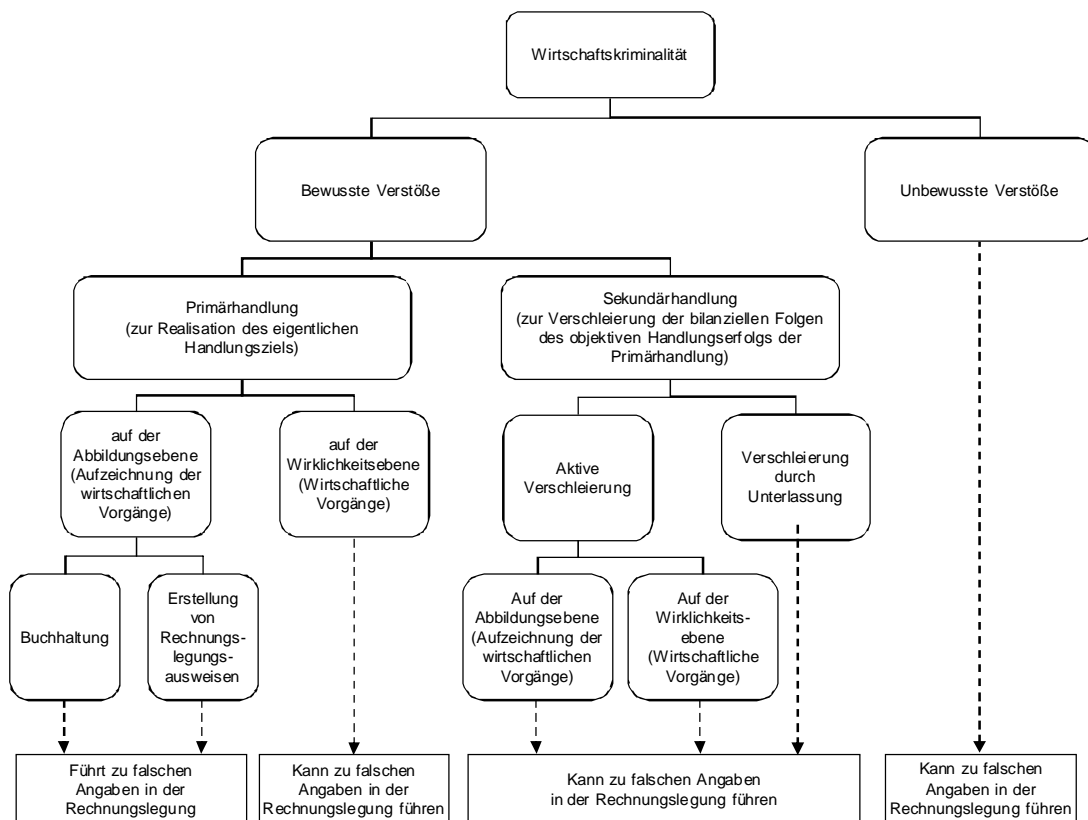 Wirtschaftskriminalität
Bewusste Verstöße
Unbewusste Verstöße
Primärhandlung
(zur Realisation des eigentlichen
Handlungsziels)
Sekundärhandlung
(zur Verschleierung der bilanziellen Folgen
des objektiven Handlungserfolgs der
Primärhandlung)
auf der
Abbildungsebene
(Aufzeichnung der
wirtschaftlichen
Vorgänge)
auf der
Wirklichkeitsebene
(Wirtschaftliche
Vorgänge)
Aktive
Verschleierung
Verschleierung
durch
Unterlassung
Buchhaltung
Erstellung
von
Rechnungs-
legungs-
ausweisen
Auf der
Abbildungsebene
(Aufzeichnung der
wirtschaftlichen
Vorgänge)
Auf der
Wirklichkeits-
ebene
(Wirtschaftliche
Vorgänge)
Führt zu falschen
Angaben in der
Rechnungslegung
Kann zu falschen
Angaben in der
Rechnungslegung führen
Kann zu falschen Angaben
in der Rechnungslegung führen
Kann zu falschen
Angaben in der
Rechnungslegung führen